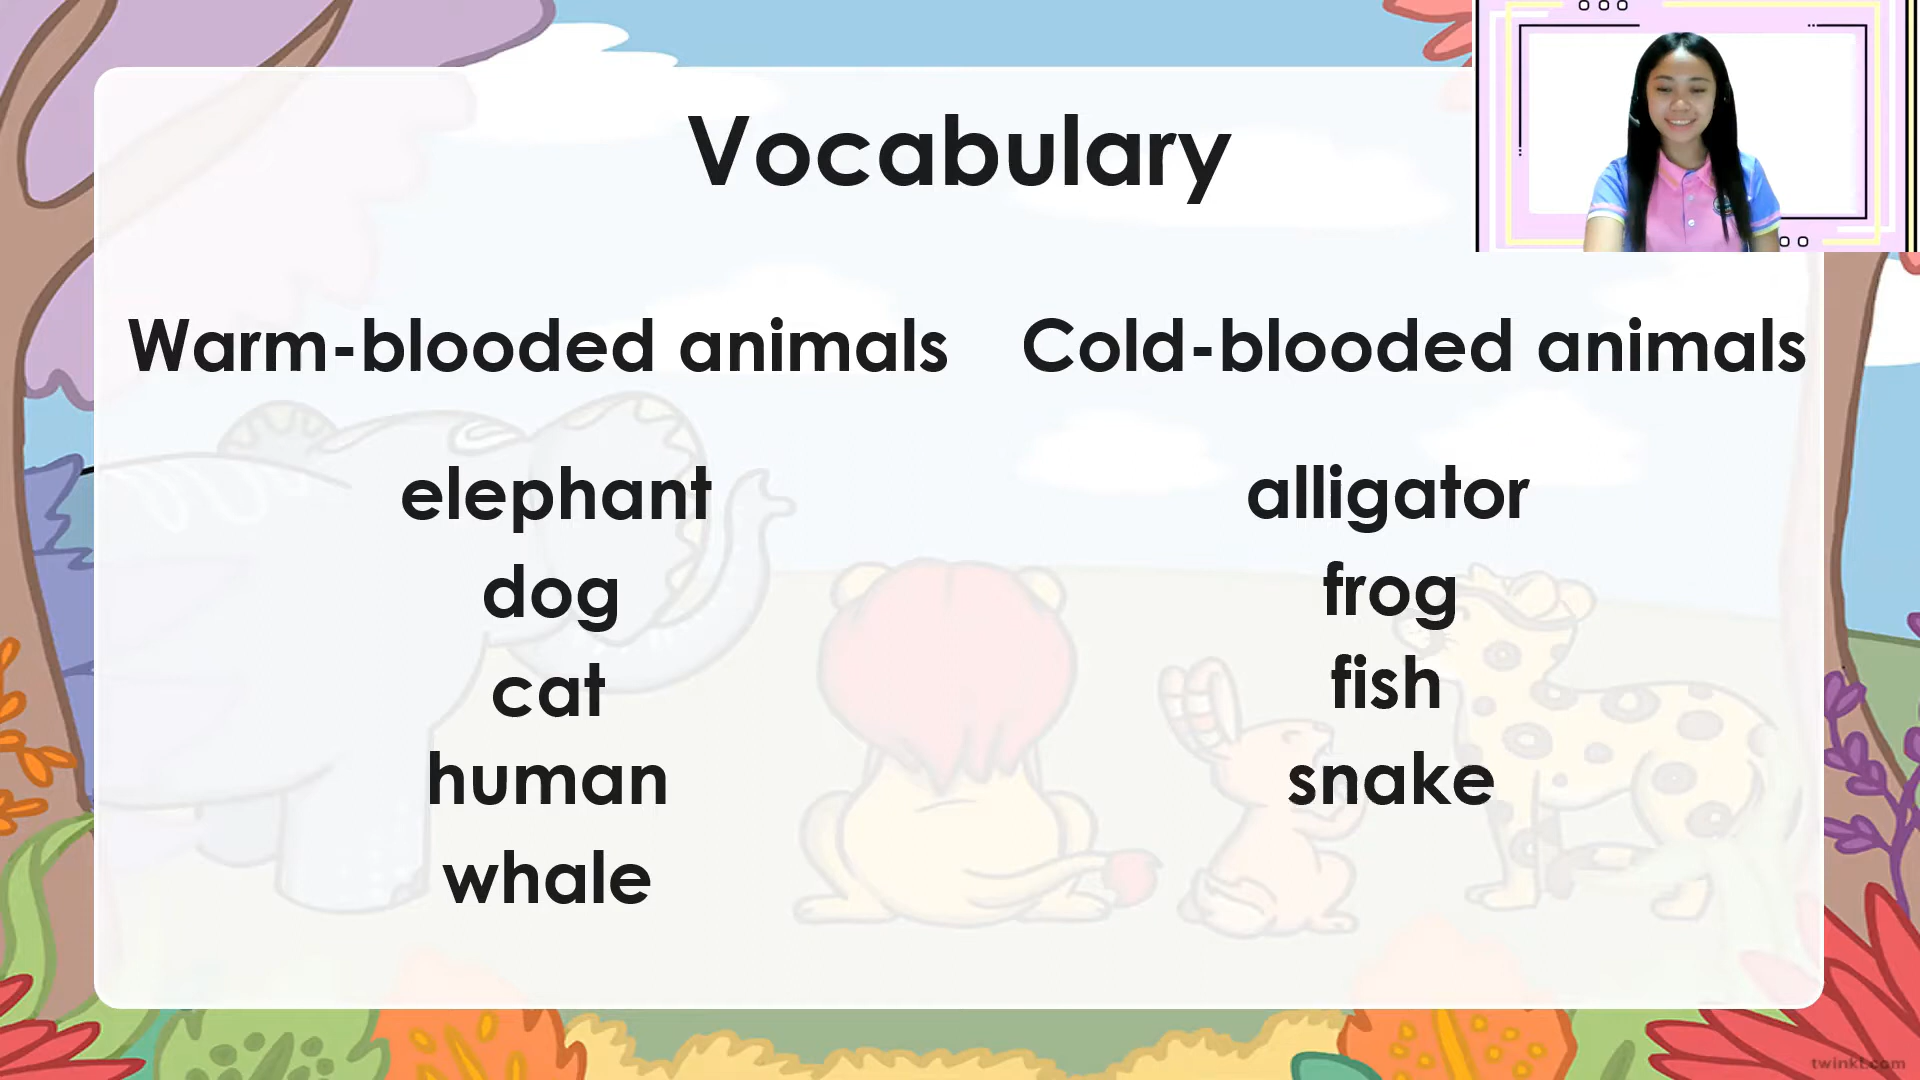 Vocabulary
Warm-blooded animals
elephant
dog
cat
human
whale
Cold-blooded animals
alligator
frog
fish
snake
twinkl.com